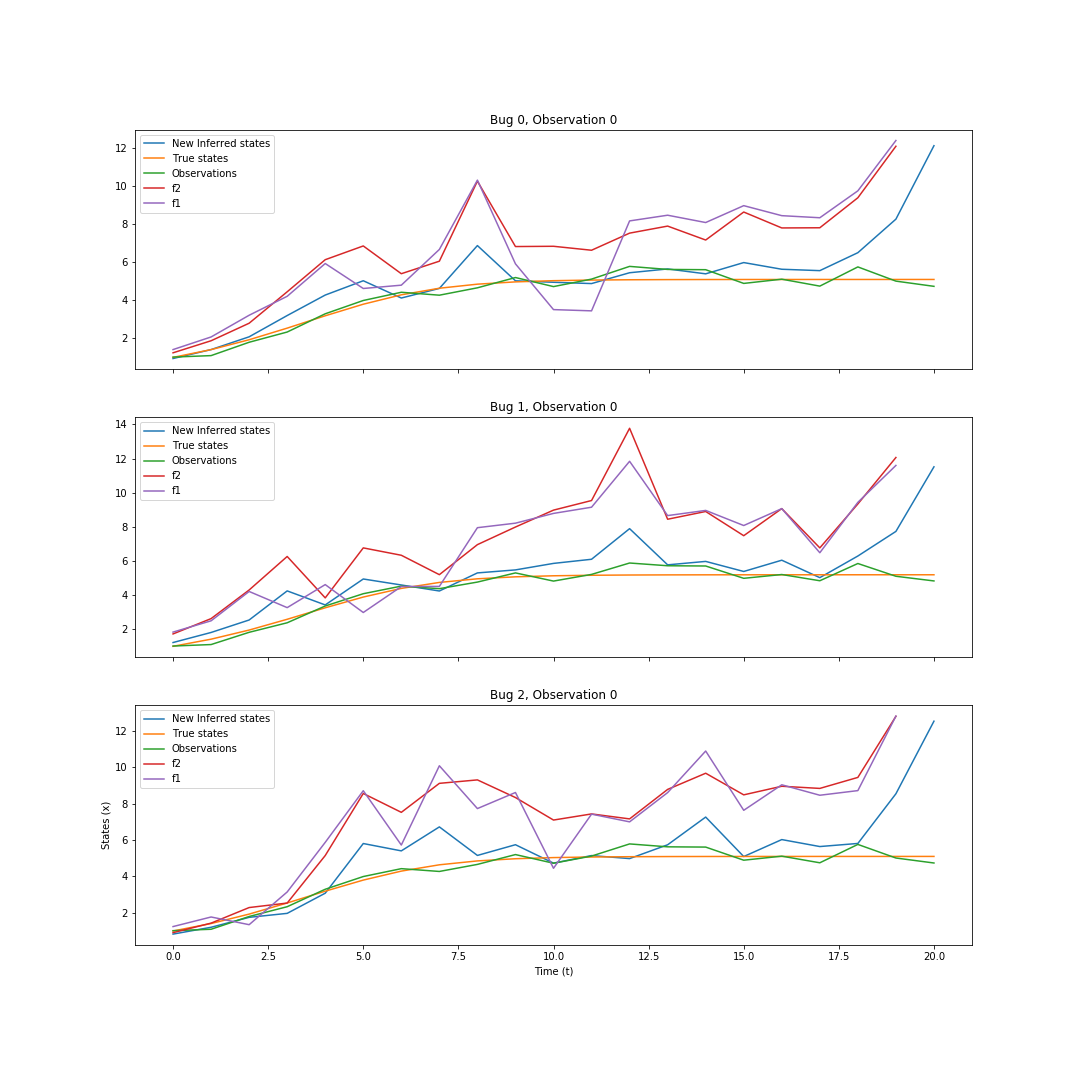 Bug 0, Observation 0
12
10
8
6
4
2
New Inferred states
True states
Observations
f2
f1
Bug 1, Observation 0
14
12
10
8
6
4
2
New Inferred states
True states
Observations
f2
f1
Bug 2, Observation 0
States (x)
12
10
8
6
4
2
New Inferred states
True states
Observations
f2
f1
0.0 2.5 5.0 7.5 10.0 12.5 15.0 17.5 20.0
Time (t)